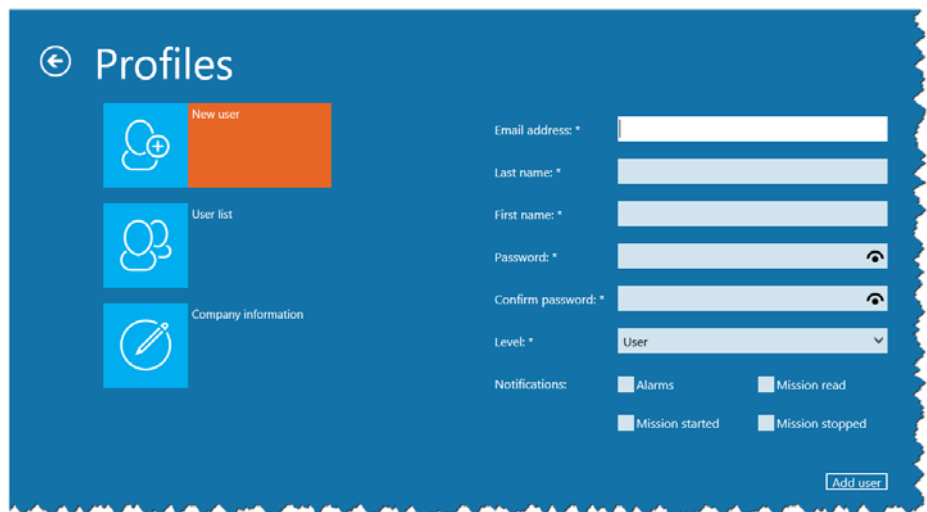 Profiles
New user
User list
Company information
Email address: *
Last name: *
First name: *
Password: *
Confirm password: *
Level: * User
Notifications: Alarms Mission read
Mission started Mission stopped
Add user